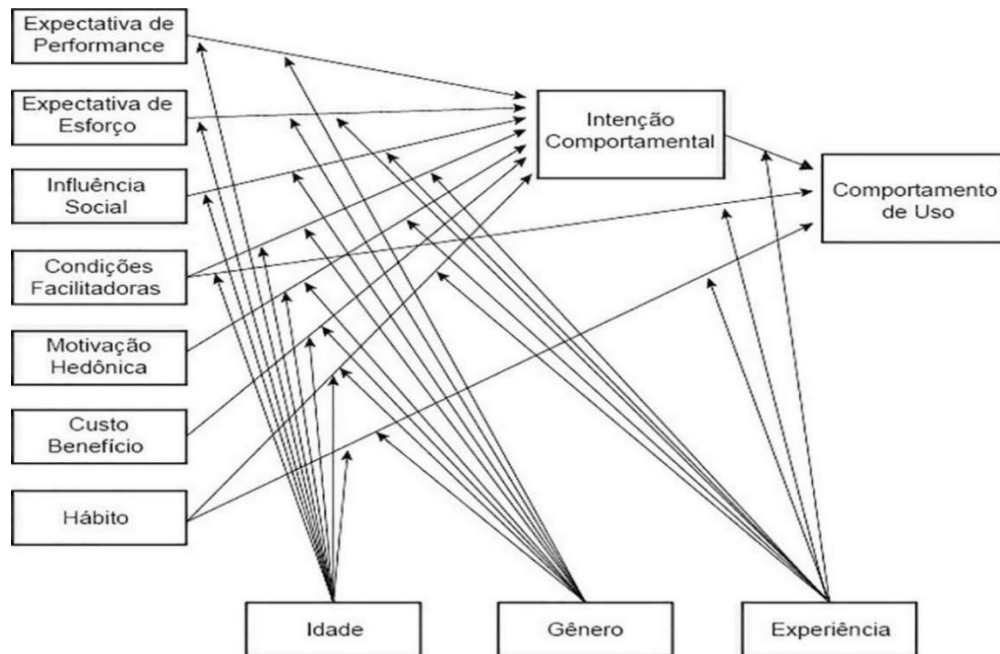 Expectativa de
Performance
Expectativa de
Esforço
Influência
Social
Condições
Facilitadoras
Motivação
Hedônica
Custo
Benefício
Hábito
Intenção
Comportamental
Comportamento
de Uso
Idade
Gênero
Experiência